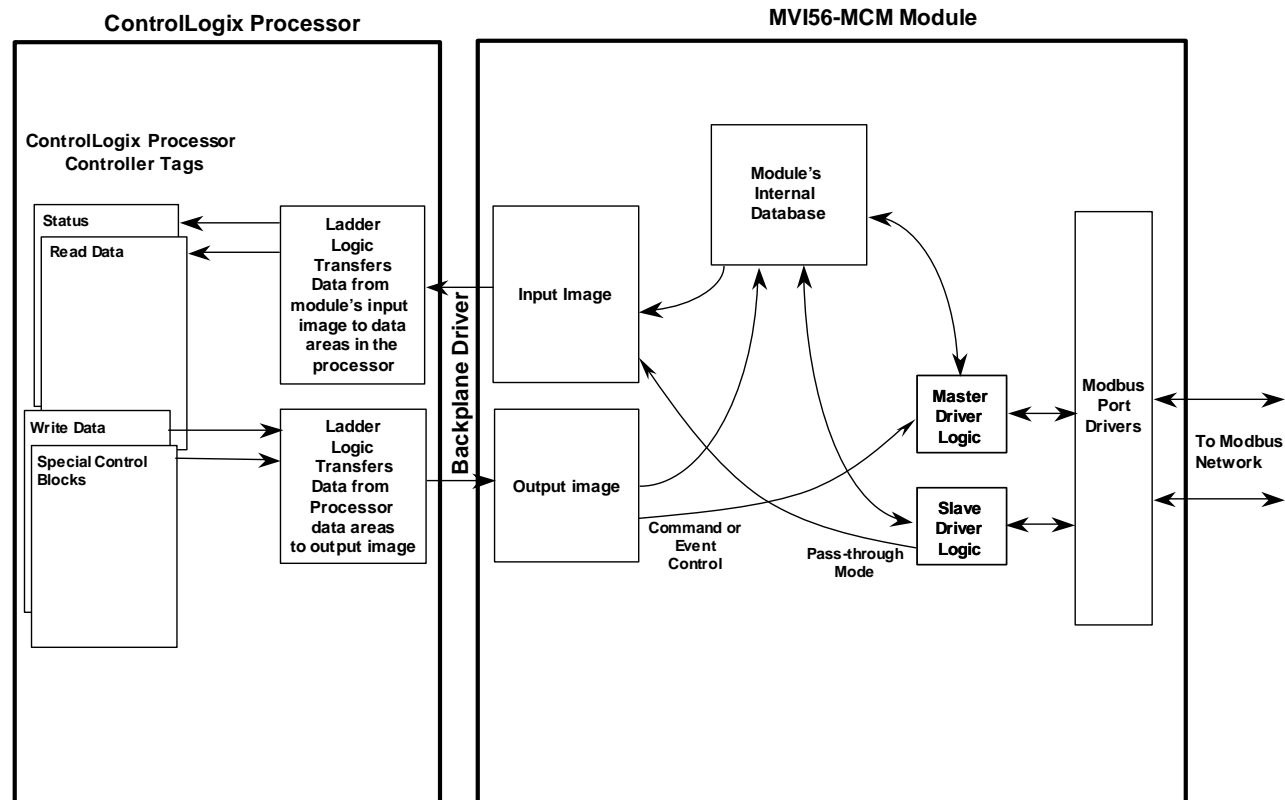 ControlLogix Processor
MVI56-MCM Module
ControlLogix Processor
Controller Tags
Status
Read Data
Write Data
Special Control
Blocks
Ladder
Logic
Transfers
Data from
module's input
image to data
areas in the
processor
Ladder
Logic
Transfers
Data from
Processor
data areas
to output image
Backplane Driver
Input Image
Output image
Module's
Internal
Database
Command or
Event
Control
Pass-through
Mode
Master
Driver
Logic
Slave
Driver
Logic
Modbus
Port
Drivers
To Modbus
Network